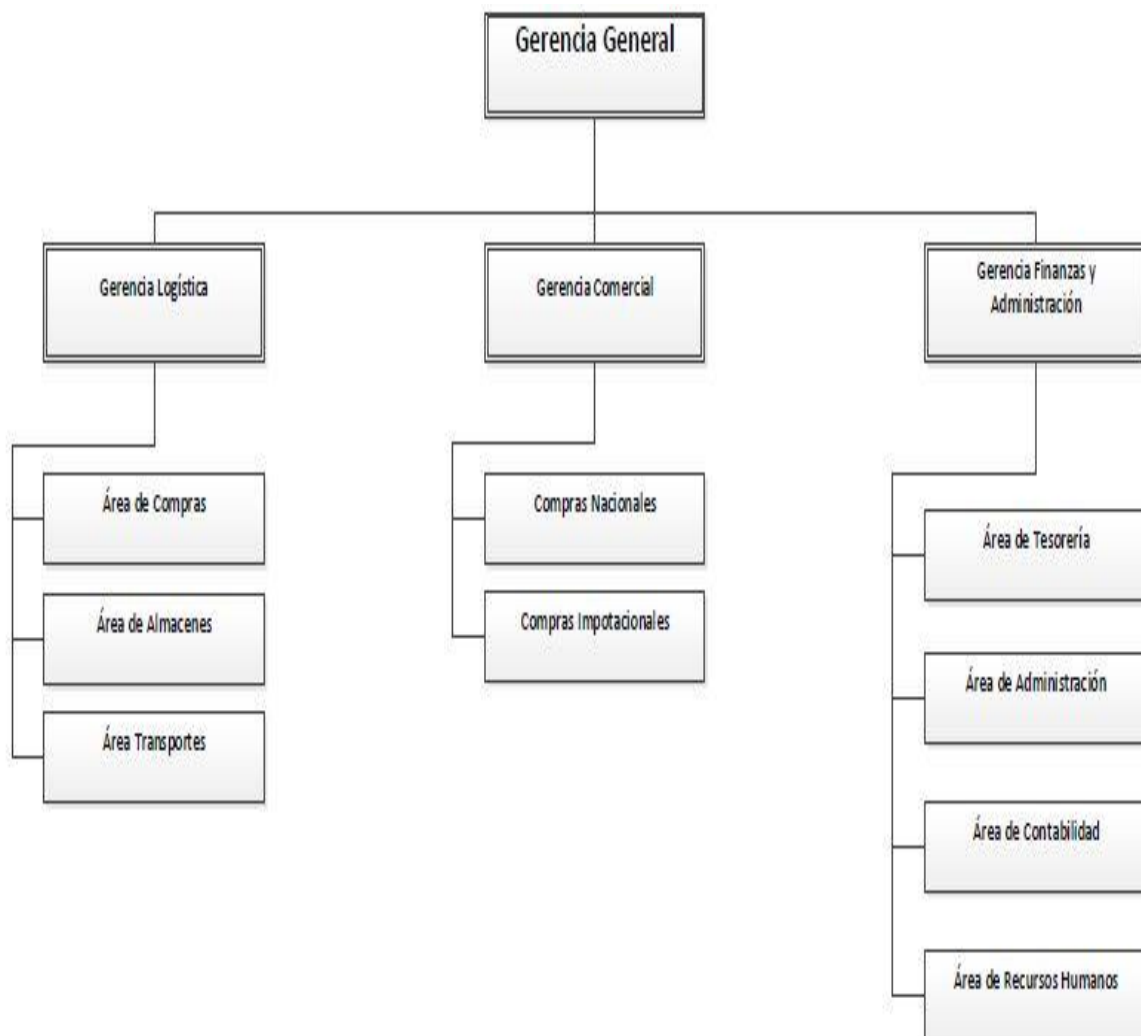 Gerencia General
Gerencia Logística
Gerencia Comercial
Gerencia Finanzas y
Administración
Área de Compras
Área de Almacenes
Área Transportes
Compras Nacionales
Compras Impotacionales
Área de Tesorería
Área de Administración
Área de Contabilidad
Área de Recursos Humanos